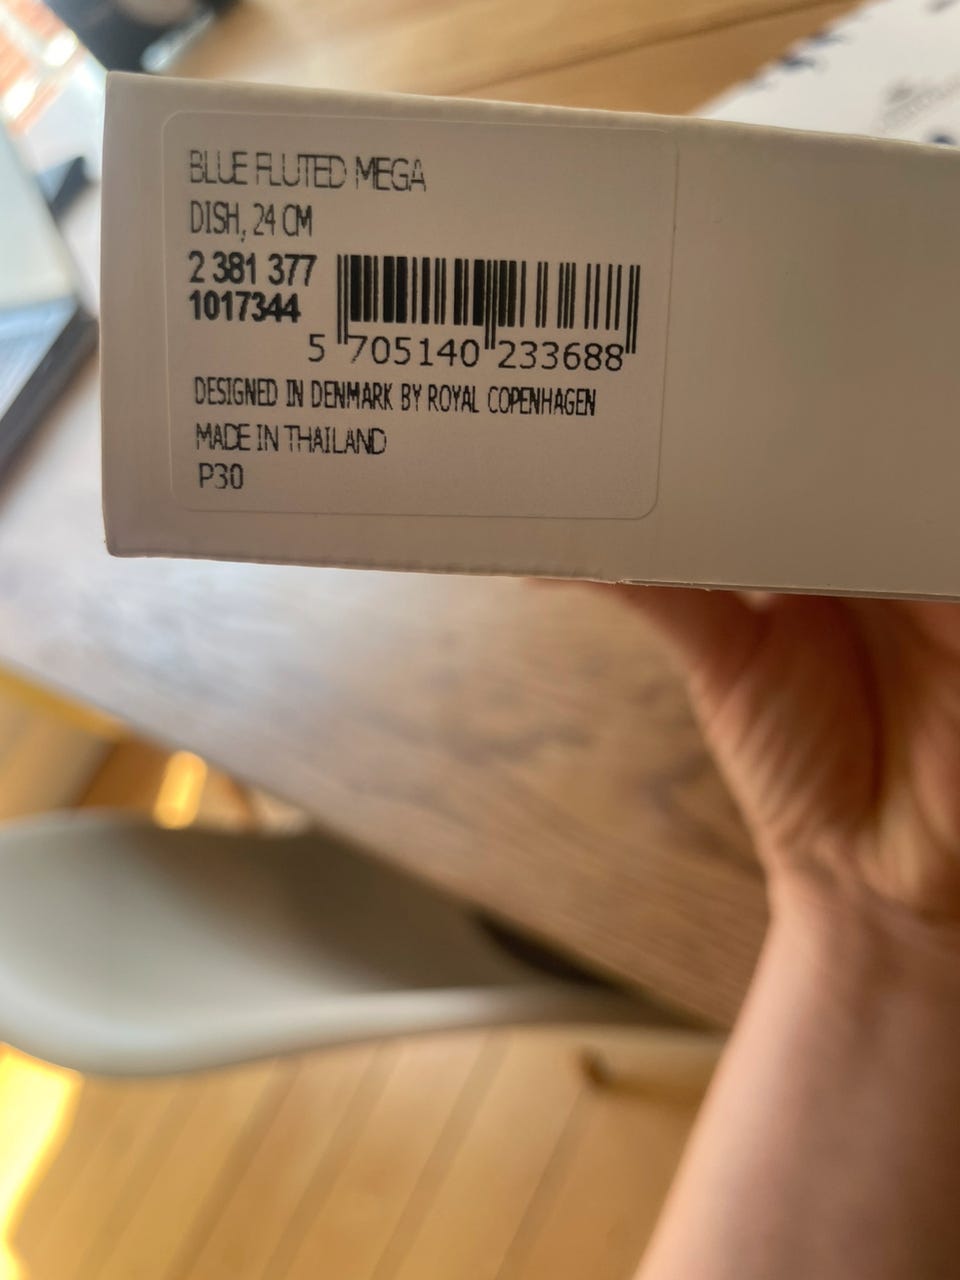 BLUE FLUTED MEGA
DISH, 24 CM
2 381 377
1017344
5 705140 233688
DESIGNED IN DENMARK BY ROYAL COPENHAGEN
MADE IN THAILAND
P30